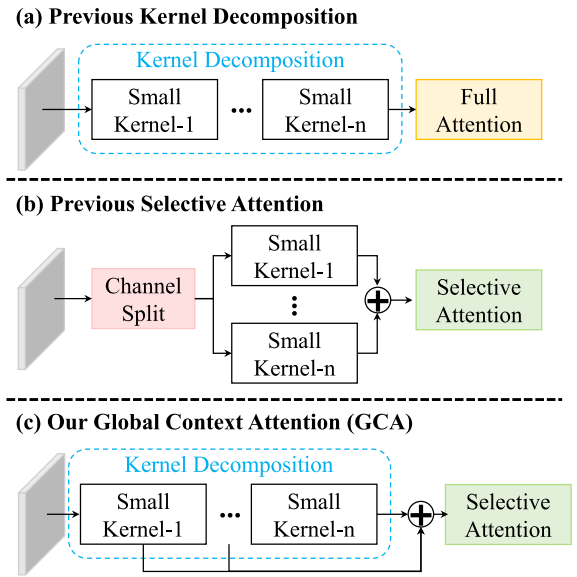 (a) Previous Kernel Decomposition
Kernel Decomposition
Small
Kernel-1
...
Small
Kernel-n
Full
Attention
(b) Previous Selective Attention
Channel
Split
Small
Kernel-1
...
Small
Kernel-n
Selective
Attention
(c) Our Global Context Attention (GCA)
Kernel Decomposition
Small
Kernel-1
...
Small
Kernel-n
Selective
Attention